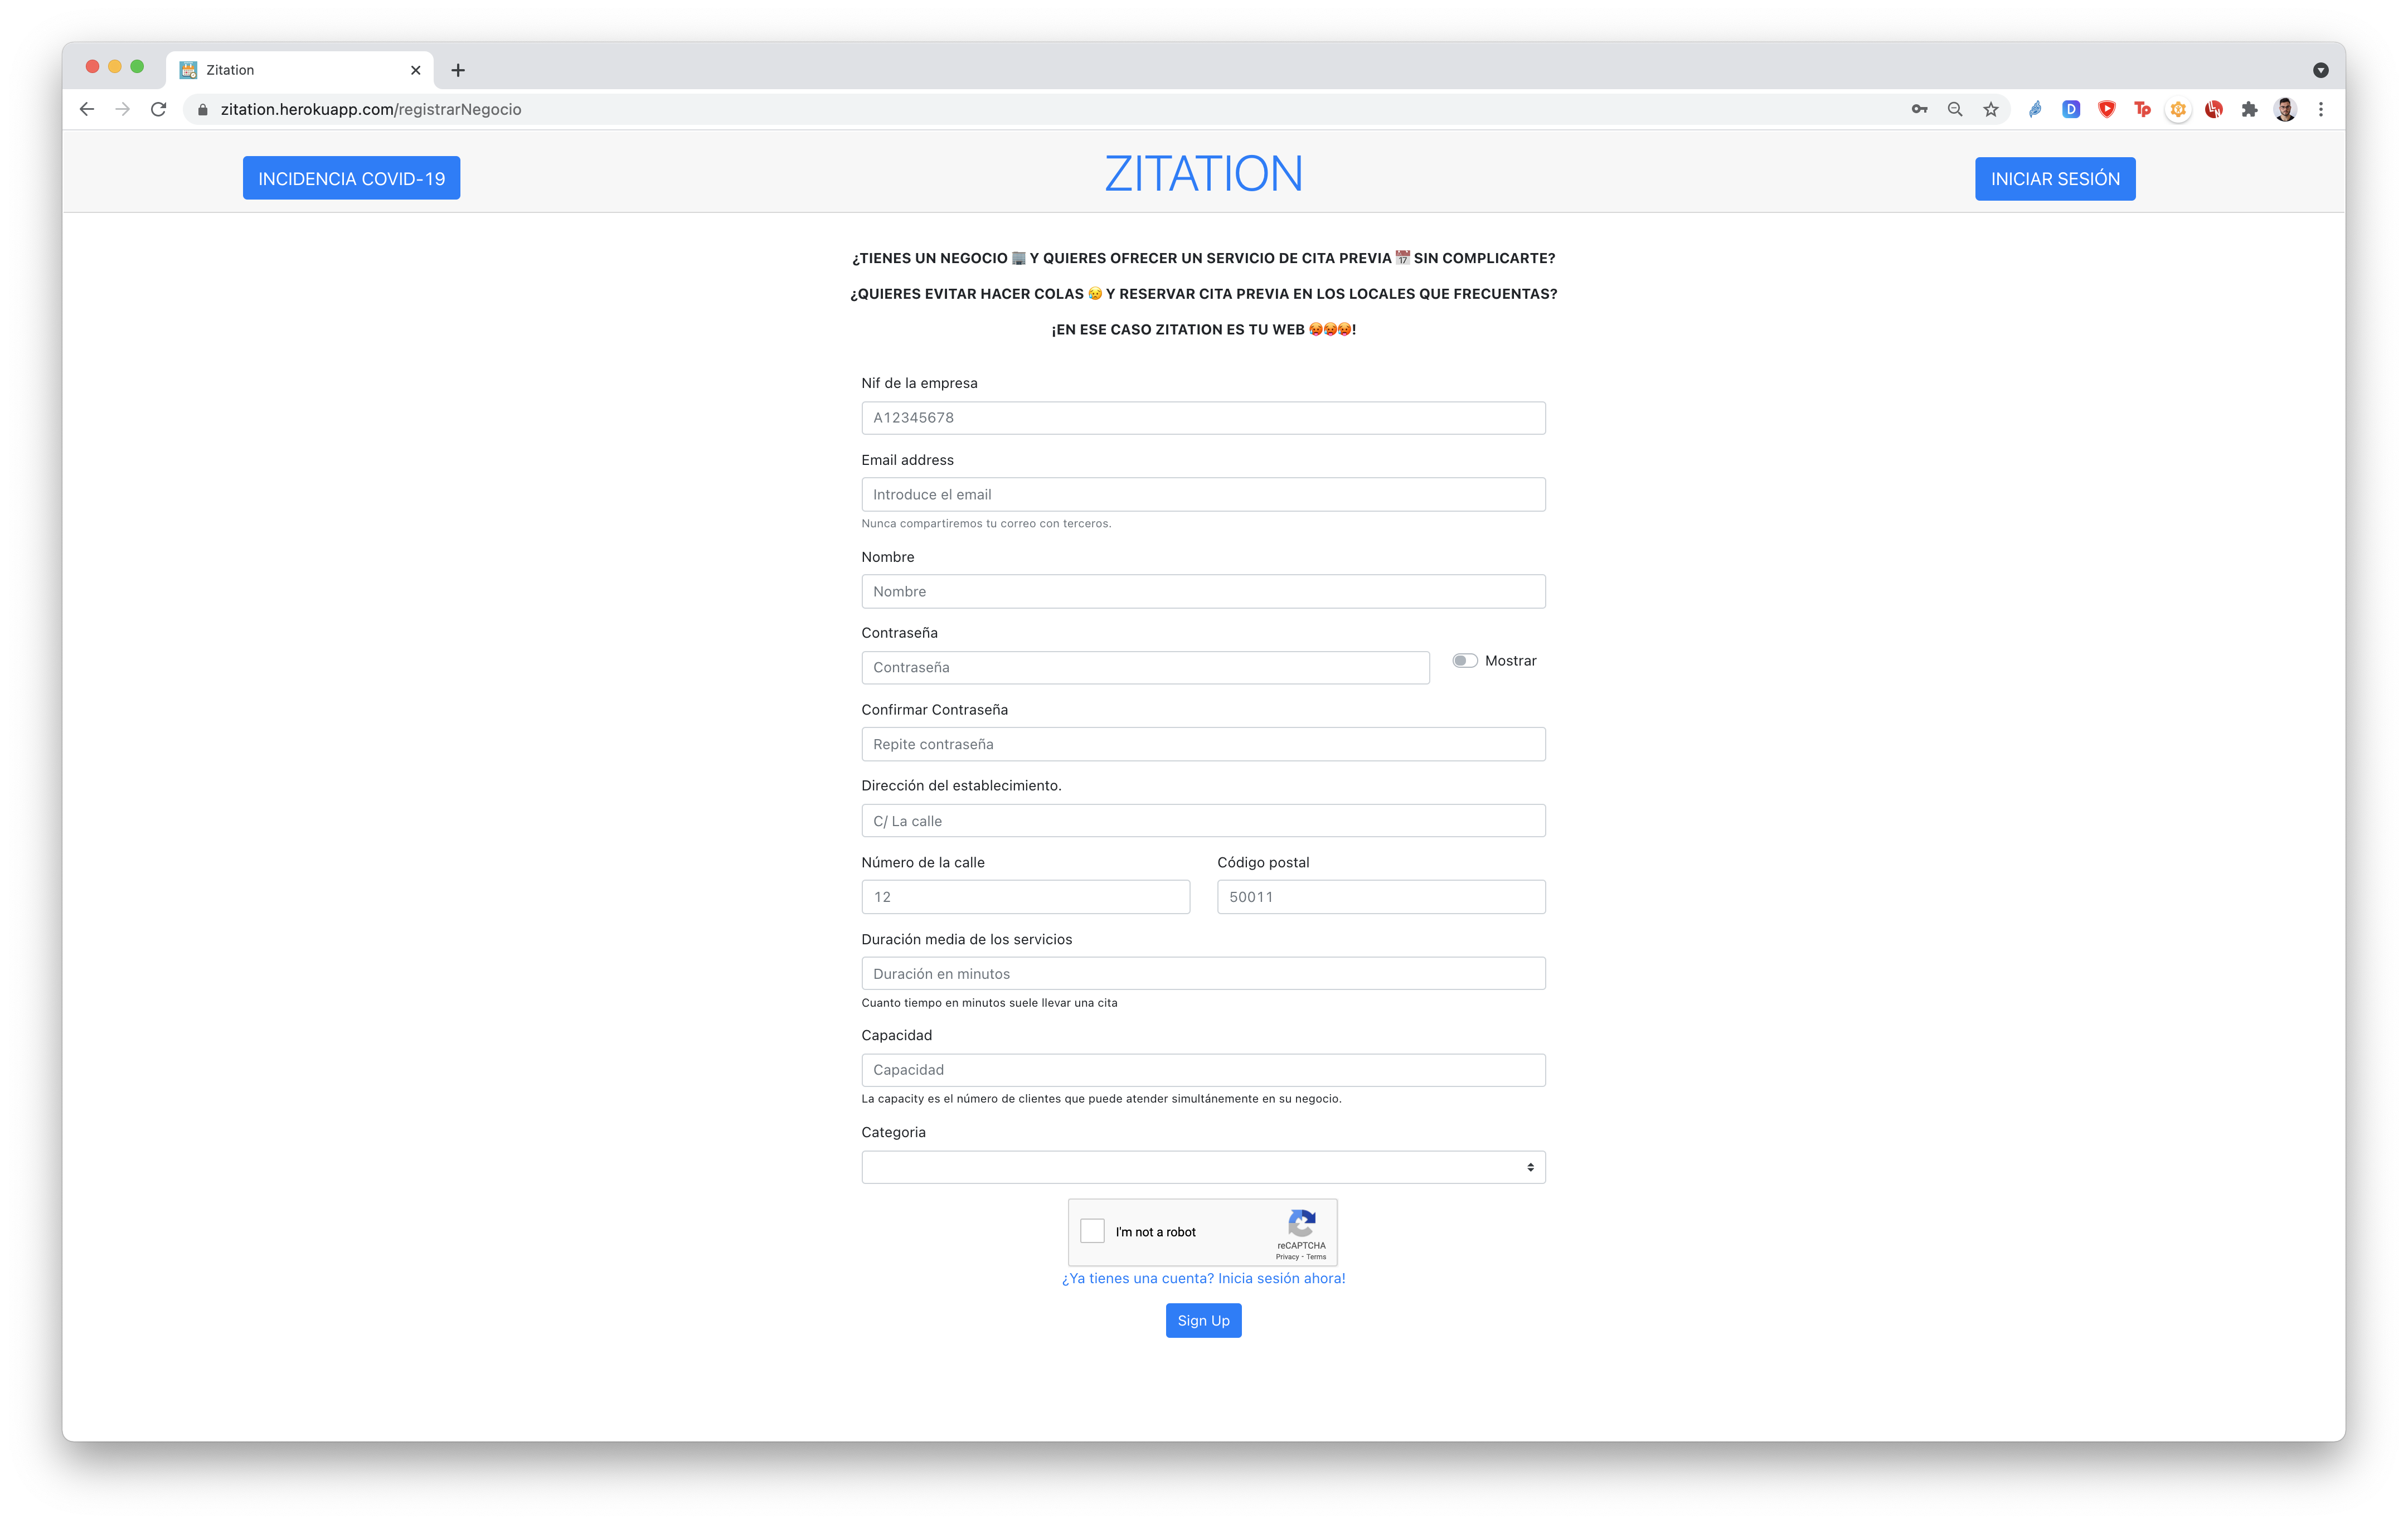 Zitation
zitation.herokuapp.com/registrarNegocio
INCIDENCIA COVID-19
ZITATION
INICIAR SESIÓN
¿TIENES UN NEGOCIO 🏢 Y QUIERES OFRECER UN SERVICIO DE CITA PREVIA 📅 SIN COMPLICARTE?
¿QUIERES EVITAR HACER COLAS 😥 Y RESERVAR CITA PREVIA EN LOS LOCALES QUE FRECUENTAS?
¡EN ESE CASO ZITATION ES TU WEB 🥵🥵🥵!
Nif de la empresa
A12345678
Email address
Introduce el email
Nunca compartiremos tu correo con terceros.
Nombre
Nombre
Contraseña
Contraseña
Mostrar
Confirmar Contraseña
Repite contraseña
Dirección del establecimiento.
C/ La calle
Número de la calle
Código postal
12
50011
Duración media de los servicios
Duración en minutos
Cuanto tiempo en minutos suele llevar una cita
Capacidad
Capacidad
La capacity es el número de clientes que puede atender simultánemente en su negocio.
Categoria
I'm not a robot
reCAPTCHA
Privacy - Terms
¿Ya tienes una cuenta? Inicia sesión ahora!
Sign Up